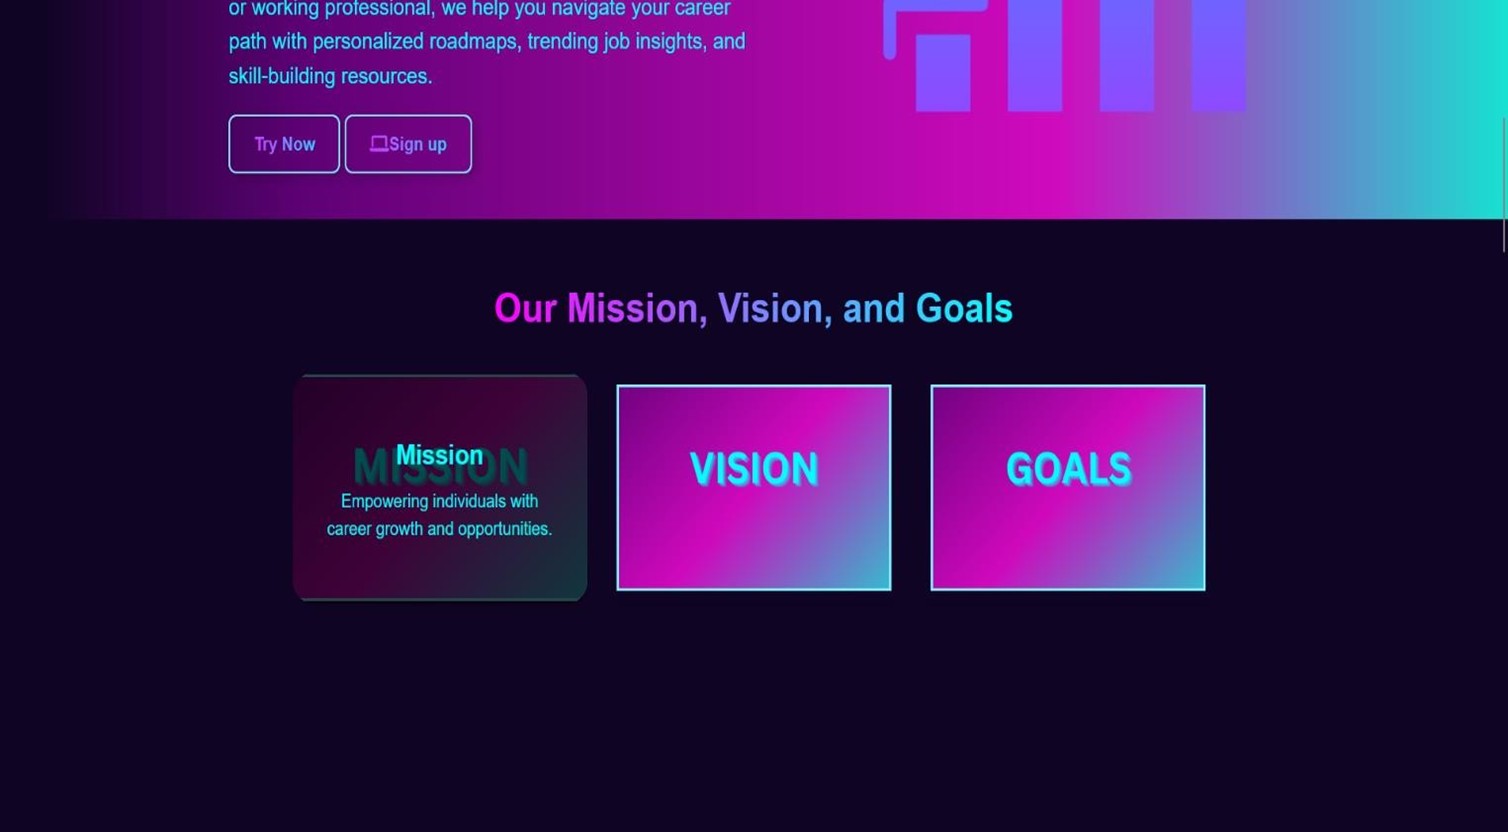 or working professional, we help you navigate your career
path with personalized roadmaps, trending job insights, and
skill-building resources.
Try Now
Sign up
Our Mission, Vision, and Goals
MISSION
Mission
Empowering individuals with
career growth and opportunities.
VISION
GOALS